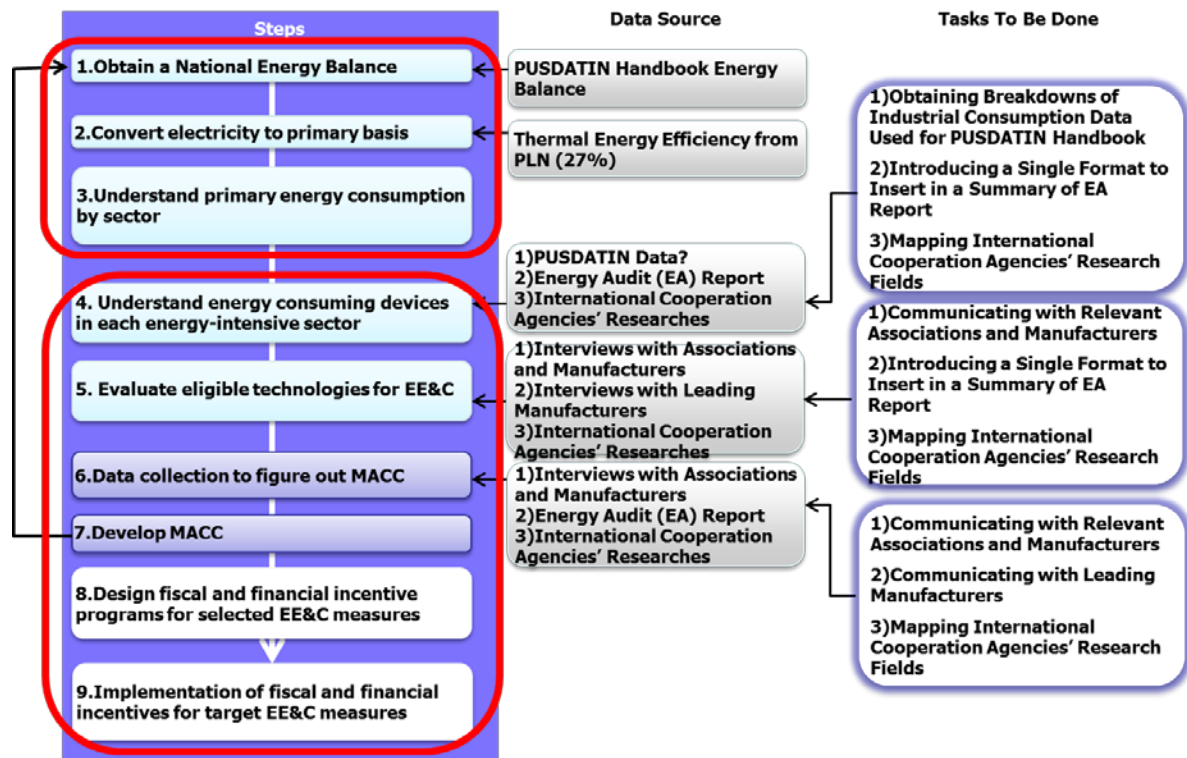 Steps
1.Obtain a National Energy Balance
2.Convert electricity to primary basis
3.Understand primary energy consumption
by sector
4. Understand energy consuming devices
in each energy-intensive sector
5. Evaluate eligible technologies for EE&C
6.Data collection to figure out MACC
7.Develop MACC
8.Design fiscal and financial incentive
programs for selected EE&C measures
9.Implementation of fiscal and financial
incentives for target EE&C measures
Data Source
PUSDATIN Handbook Energy
Balance
Thermal Energy Efficiency from
PLN (27%)
1)PUSDATIN Data?
2)Energy Audit (EA) Report
3)International Cooperation
Agencies’ Researches
1)Interviews with Associations
and Manufacturers
2)Interviews with Leading
Manufacturers
3)International Cooperation
Agencies’ Researches
1)Interviews with Associations
and Manufacturers
2)Energy Audit (EA) Report
3)International Cooperation
Agencies’ Researches
Tasks To Be Done
1)Obtaining Breakdowns of
Industrial Consumption Data
Used for PUSDATIN Handbook
2)Introducing a Single Format to
Insert in a Summary of EA
Report
3)Mapping International
Cooperation Agencies’ Research
Fields
1)Communicating with Relevant
Associations and Manufacturers
2)Introducing a Single Format to
Insert in a Summary of EA
Report
3)Mapping International
Cooperation Agencies’ Research
Fields
1)Communicating with Relevant
Associations and Manufacturers
2)Communicating with Leading
Manufacturers
3)Mapping International
Cooperation Agencies’ Research
Fields